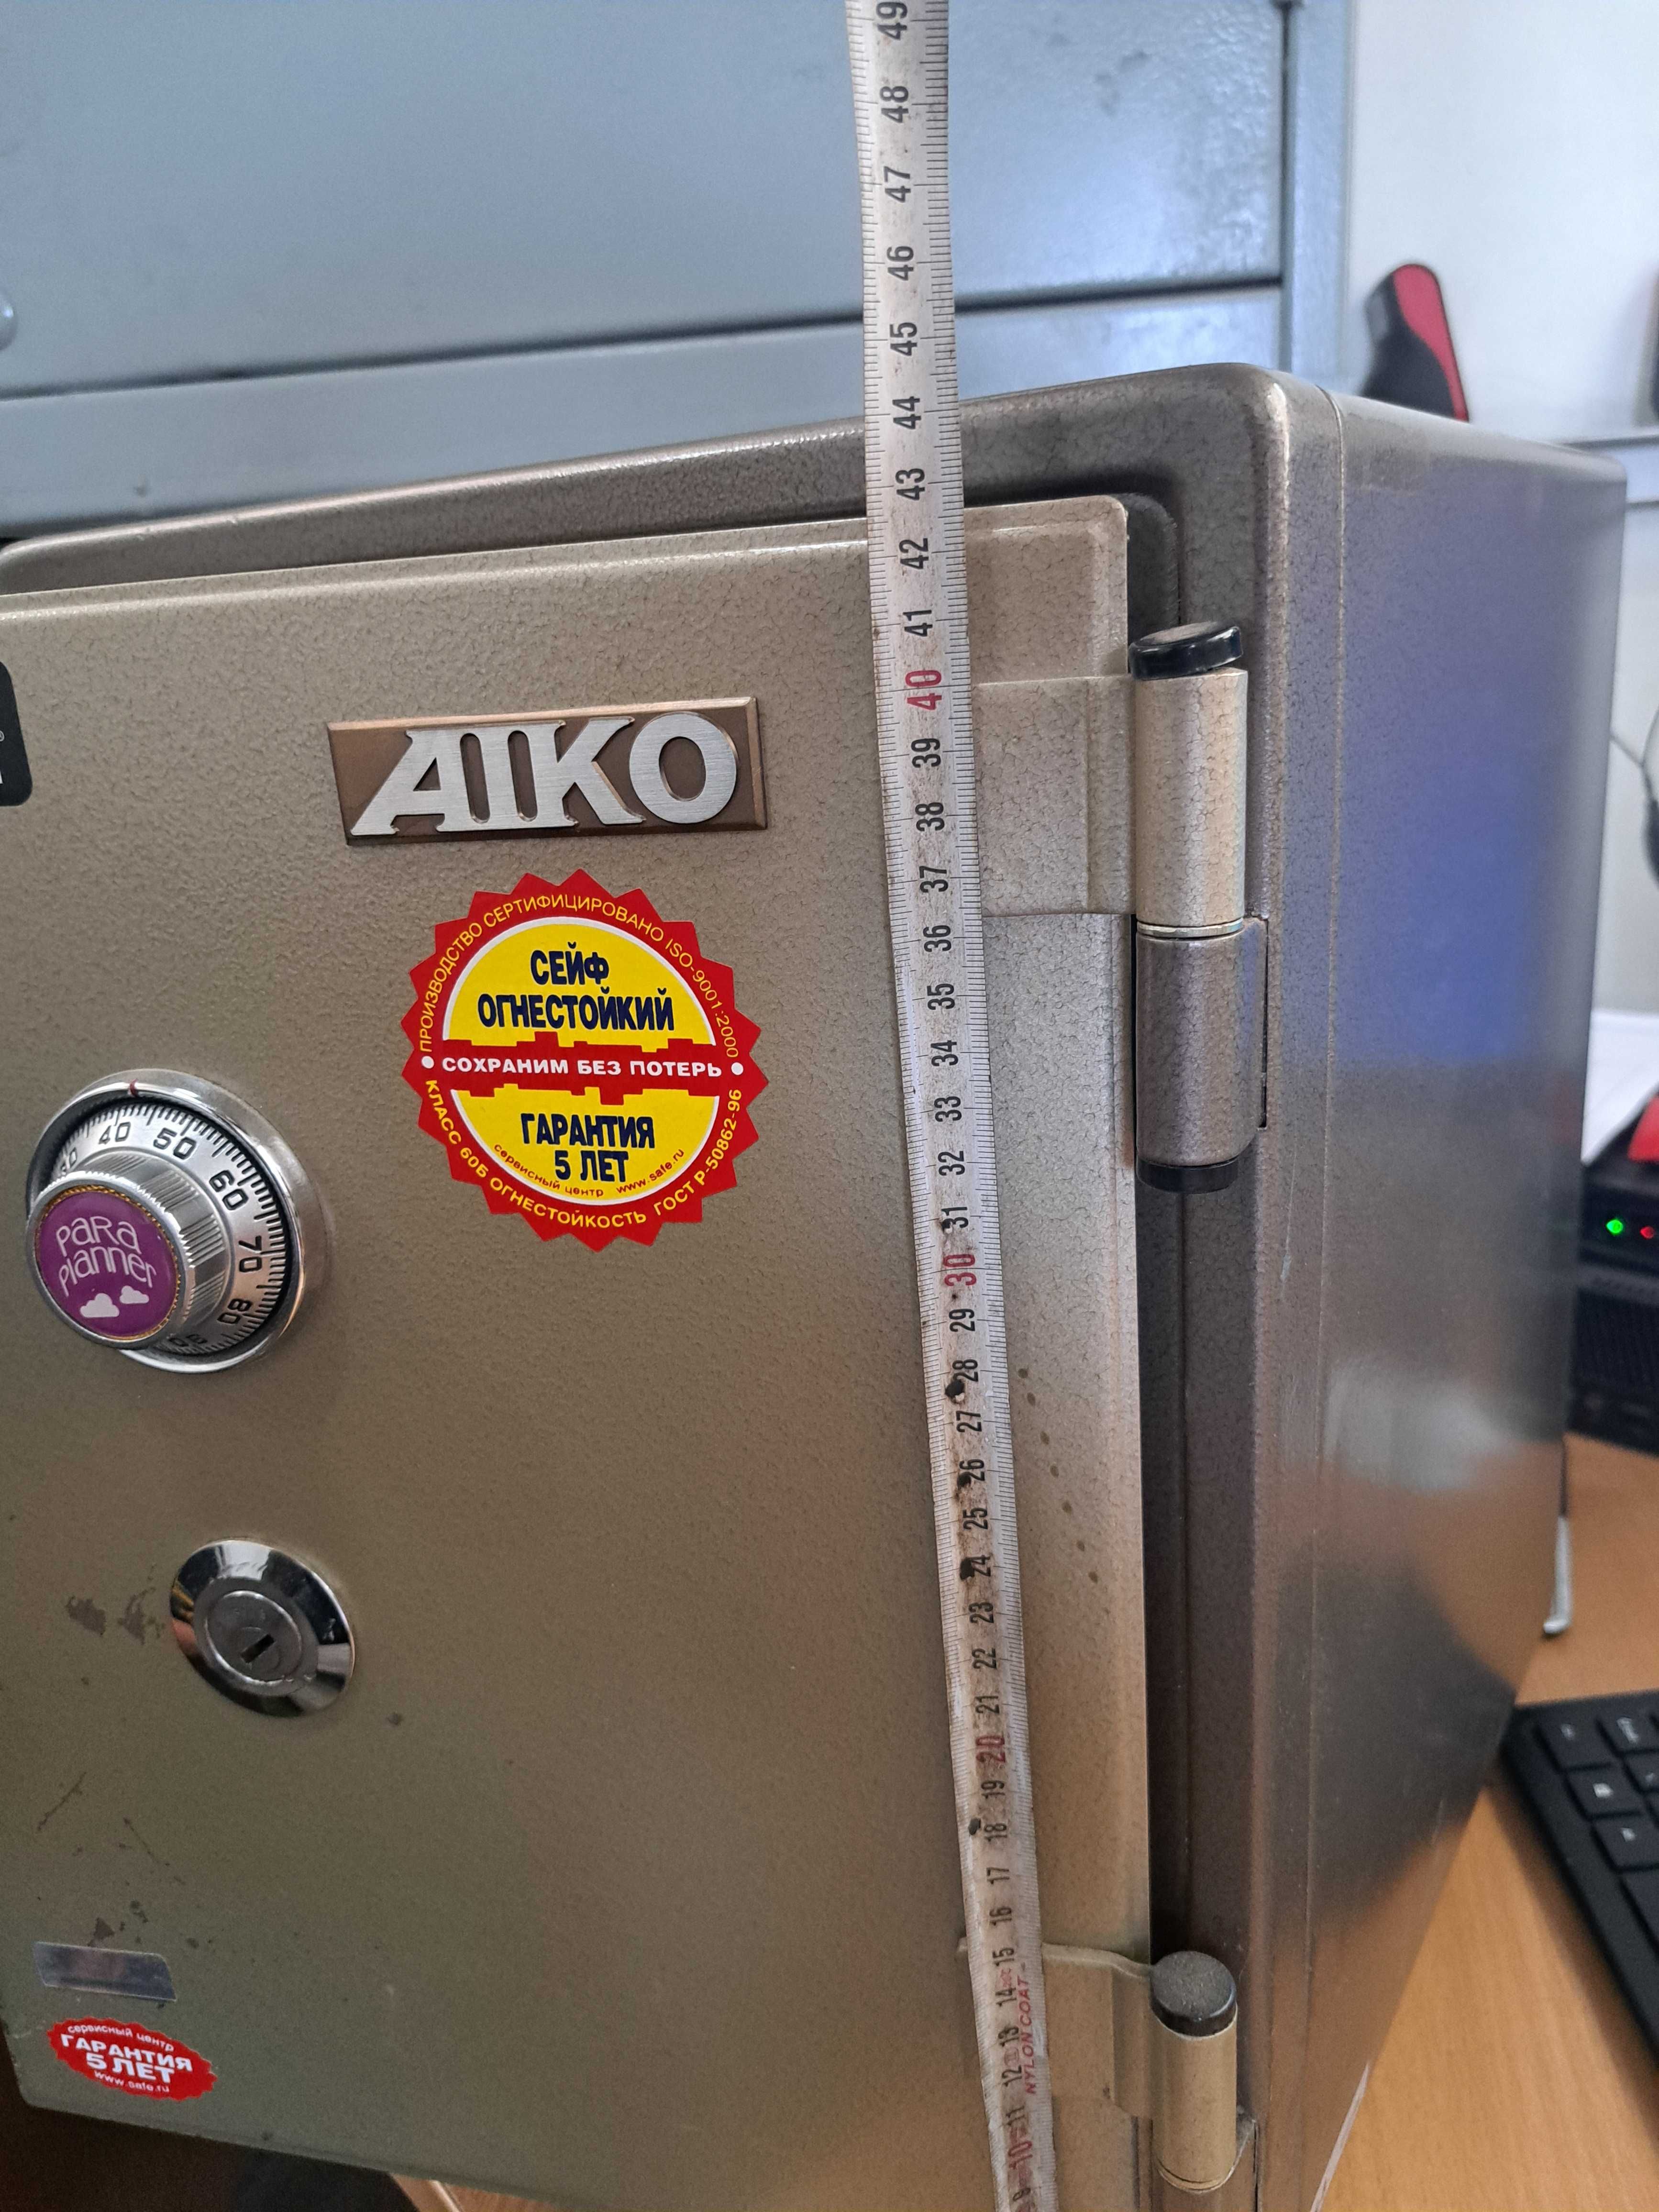 49
48
47
46
45
44
43
42
41
40
39
38
37
36
35
34
33
32
31
30
29
28
27
26
25
24
23
22
21
20
19
18
17
16
15
14
13
12
11
10
9
NYLON COAT
AIKO
ПРОИЗВОДСТВО СЕРТИФИЦИРОВАНО ISO-9001:2000
СЕЙФ
ОГНЕСТОЙКИЙ
СОХРАНИМ БЕЗ ПОТЕРЬ
ГАРАНТИЯ
5 ЛЕТ
сервисный центр www.safe.ru
КЛАСС 60Б ОГНЕСТОЙКОСТЬ ГОСТ Р-50862-96
40 50 60 70 80 90
PaRa
Planner
сервисный центр
ГАРАНТИЯ
5 ЛЕТ
www.safe.ru